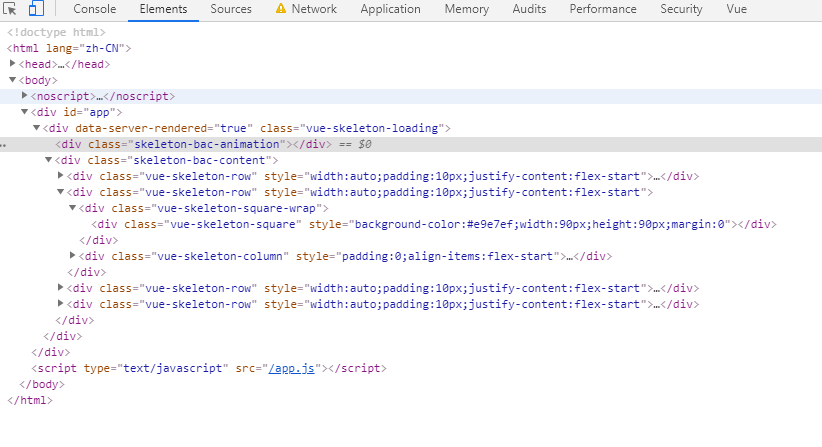 Console Elements Sources Network Application Memory Audits Performance Security Vue
<!doctype html>
<html lang="zh-CN">
<head>…</head>
<body>
<noscript>…</noscript>
<div id="app">
<div data-server-rendered="true" class="vue-skeleton-loading">
<div class="skeleton-bac-animation"></div> == $0
<div class="skeleton-bac-content">
<div class="vue-skeleton-row" style="width:auto;padding:10px;justify-content:flex-start">…</div>
<div class="vue-skeleton-row" style="width:auto;padding:10px;justify-content:flex-start">
<div class="vue-skeleton-square-wrap">
<div class="vue-skeleton-square" style="background-color:#e9e7ef;width:90px;height:90px;margin:0"></div>
</div>
<div class="vue-skeleton-column" style="padding:0;align-items:flex-start">…</div>
</div>
<div class="vue-skeleton-row" style="width:auto;padding:10px;justify-content:flex-start">…</div>
<div class="vue-skeleton-row" style="width:auto;padding:10px;justify-content:flex-start">…</div>
</div>
</div>
</div>
<script type="text/javascript" src="/app.js"></script>
</body>
</html>